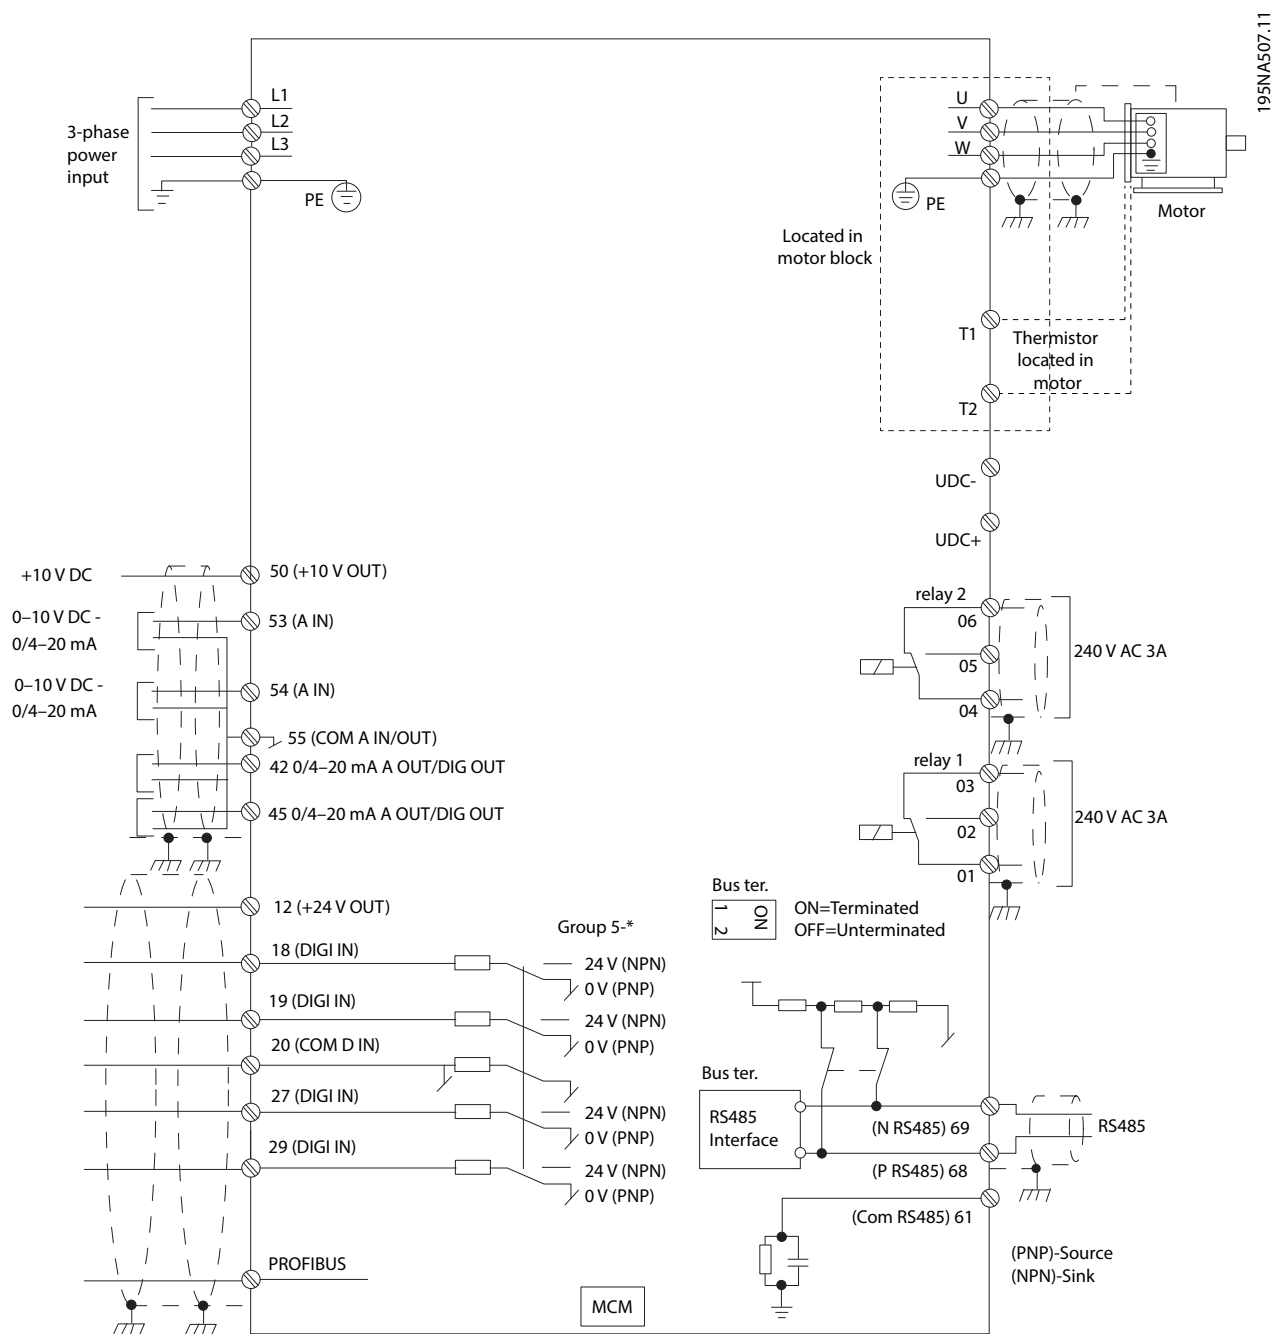 195NA507.11
3-phase
power
input
L1
L2
L3
PE
U
V
W
PE
Motor
Located in
motor block
T1
Thermistor
located in
motor
T2
UDC-
UDC+
+10 V DC
50 (+10 V OUT)
0–10 V DC -
0/4–20 mA
53 (A IN)
0–10 V DC -
0/4–20 mA
54 (A IN)
55 (COM A IN/OUT)
42 0/4–20 mA A OUT/DIG OUT
45 0/4–20 mA A OUT/DIG OUT
relay 2
06
05
04
240 V AC 3A
relay 1
03
02
01
240 V AC 3A
12 (+24 V OUT)
Group 5-*
18 (DIGI IN)
24 V (NPN)
0 V (PNP)
19 (DIGI IN)
24 V (NPN)
0 V (PNP)
20 (COM D IN)
27 (DIGI IN)
24 V (NPN)
0 V (PNP)
29 (DIGI IN)
24 V (NPN)
0 V (PNP)
PROFIBUS
Bus ter.
1 2 ON
ON=Terminated
OFF=Unterminated
Bus ter.
RS485
Interface
(N RS485) 69
(P RS485) 68
RS485
(Com RS485) 61
(PNP)-Source
(NPN)-Sink
MCM